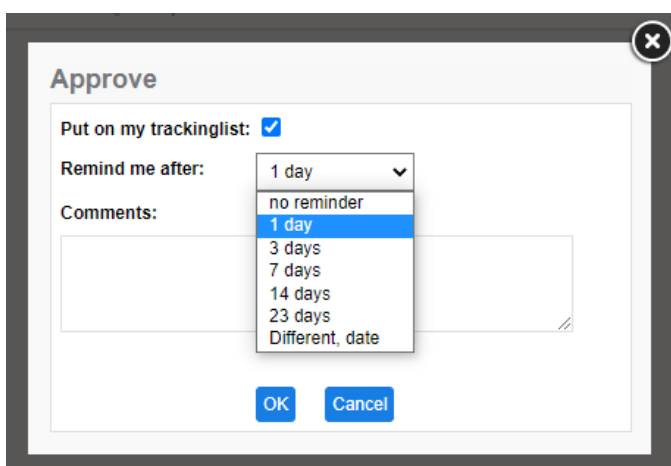 Approve
Put on my trackinglist:
Remind me after: 1 day
no reminder
Comments:
1 day
3 days
7 days
14 days
23 days
Different, date
OK Cancel